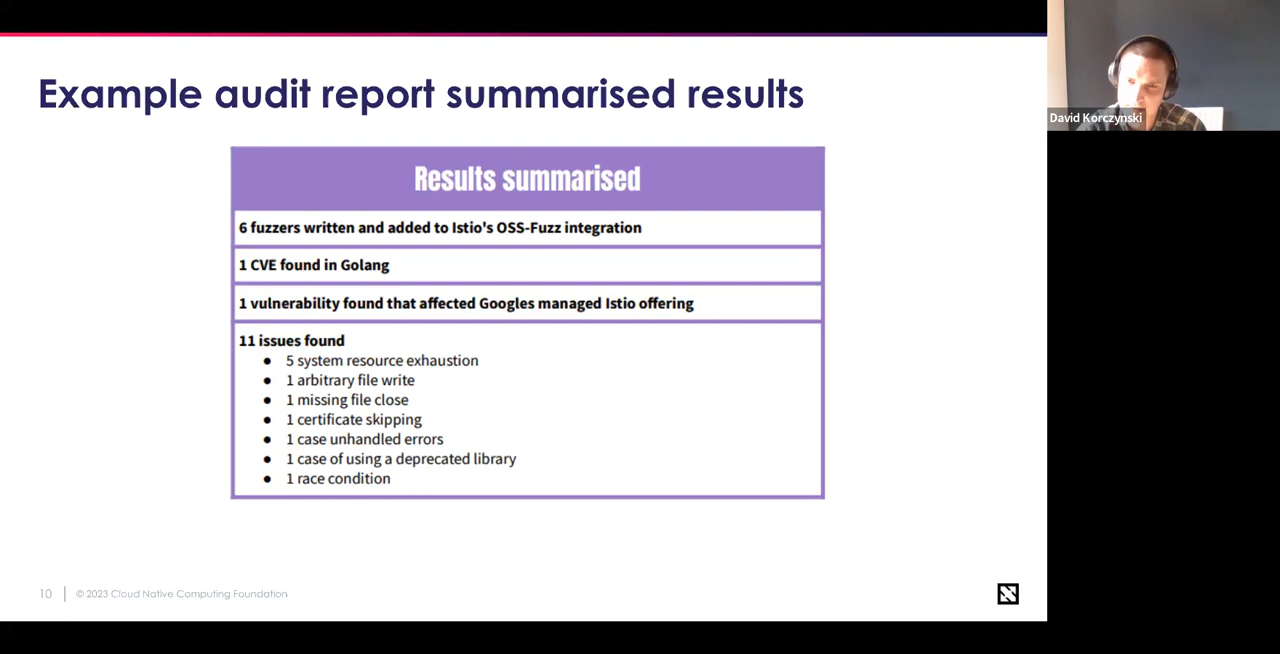 Example audit report summarised results
David Korczynski
Results summarised
6 fuzzers written and added to Istio's OSS-Fuzz integration
1 CVE found in Golang
1 vulnerability found that affected Googles managed Istio offering
11 issues found
● 5 system resource exhaustion
● 1 arbitrary file write
● 1 missing file close
● 1 certificate skipping
● 1 case unhandled errors
● 1 case of using a deprecated library
● 1 race condition
10 | © 2023 Cloud Native Computing Foundation